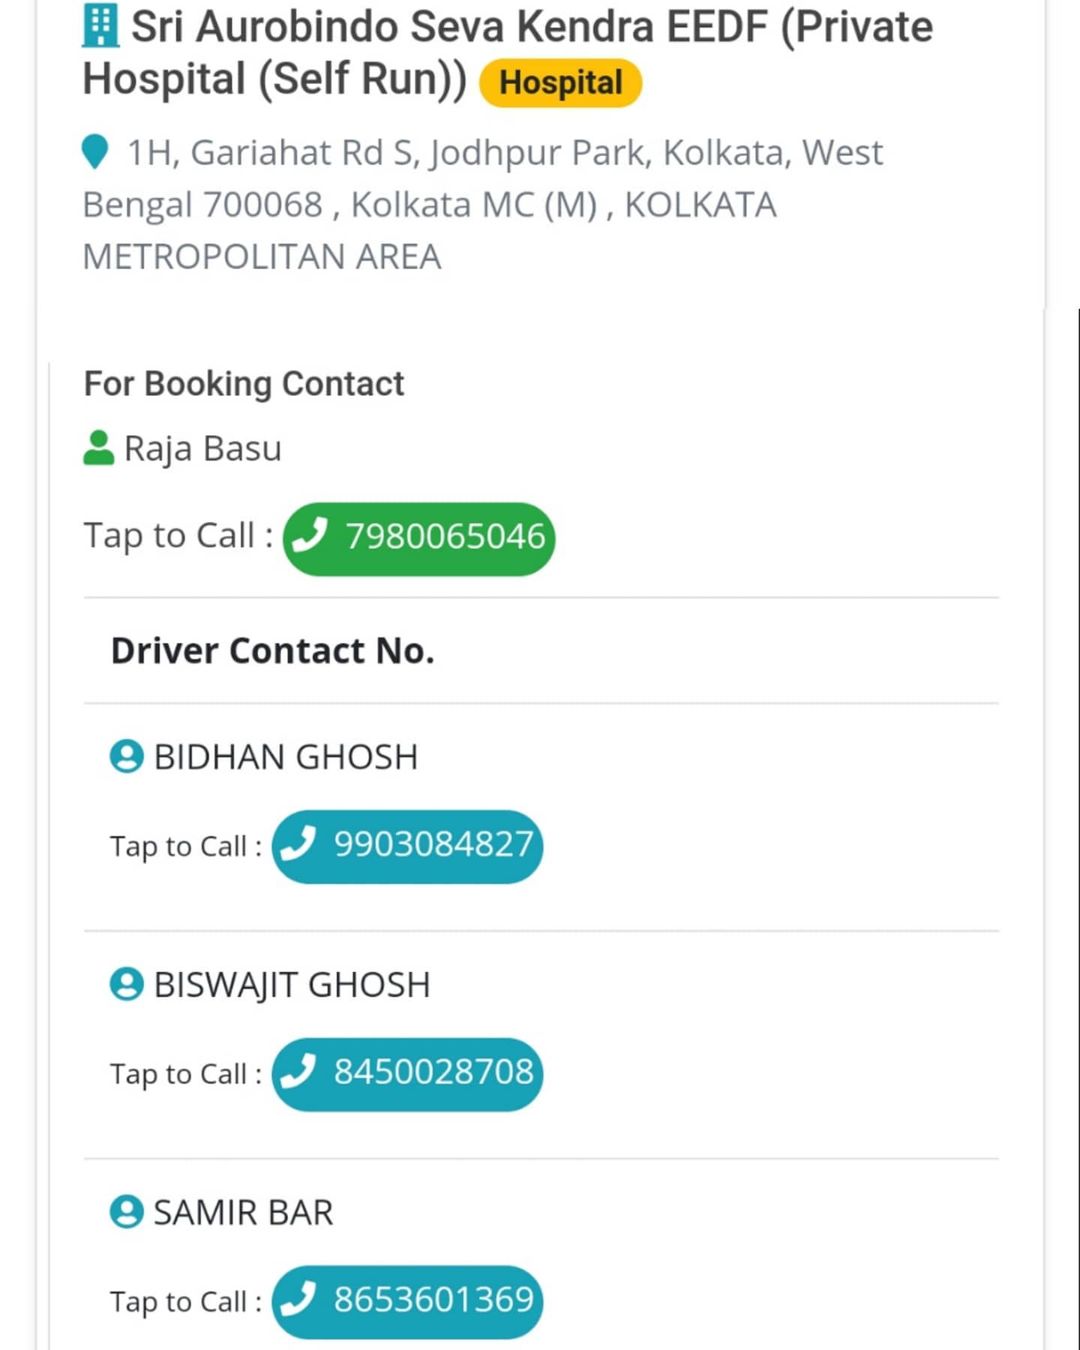 Sri Aurobindo Seva Kendra EEDF (Private
Hospital (Self Run)) Hospital
1H, Gariahat Rd S, Jodhpur Park, Kolkata, West
Bengal 700068 , Kolkata MC (M) , KOLKATA
METROPOLITAN AREA
For Booking Contact
Raja Basu
Tap to Call : 7980065046
Driver Contact No.
BIDHAN GHOSH
Tap to Call : 9903084827
BISWAJIT GHOSH
Tap to Call : 8450028708
SAMIR BAR
Tap to Call : 8653601369